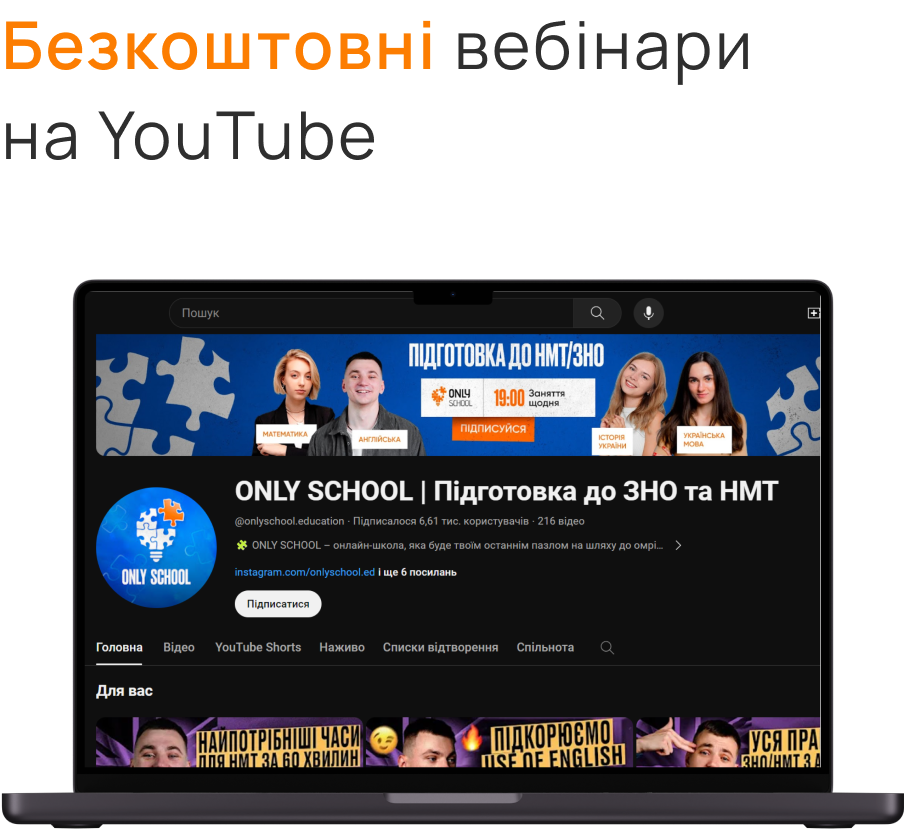 Безкоштовні вебінари
на YouTube
Пошук
ПІДГОТОВКА ДО НМТ/ЗНО
ONLY
SCHOOL
19:00 Заняття
щодня
ПІДПИСУЙСЯ
МАТЕМАТИКА
АНГЛІЙСЬКА
ІСТОРІЯ
УКРАЇНИ
УКРАЇНСЬКА
МОВА
ONLY SCHOOL
ONLY SCHOOL | Підготовка до ЗНО та НМТ
@onlyschool.education · Підписалося 6,61 тис. користувачів · 216 відео
ONLY SCHOOL – онлайн-школа, яка буде твоїм останнім пазлом на шляху до омрі...
instagram.com/onlyschool.ed і ще 6 посилань
Підписатися
Головна Відео YouTube Shorts Наживо Списки відтворення Спільнота
Для вас
НАЙПОТРІБНІШІ ЧАСИ
ДЛЯ НМТ ЗА 60 ХВИЛИН
ПІДКОРЮЄМО
USE OF ENGLISH
УСЯ ПРА
ЗНО/НМТ З А